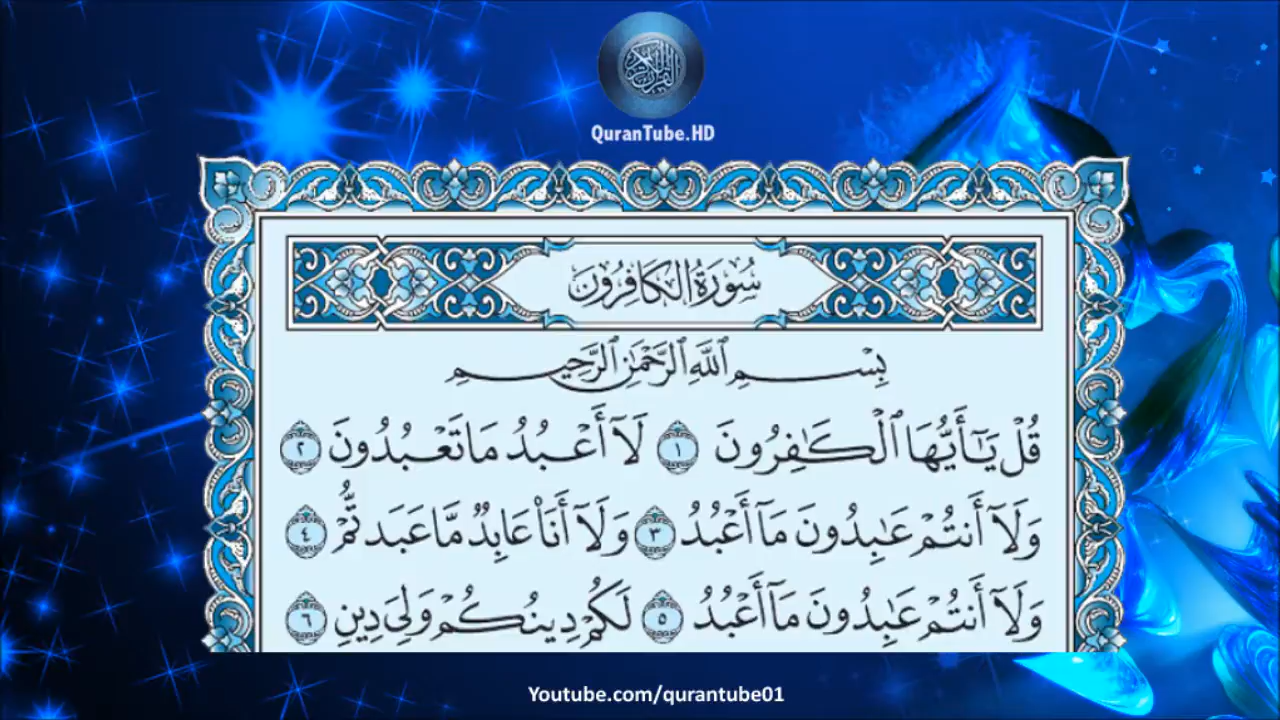 القرآن
QuranTube.HD
سُورَةُ الكَافِرُونَ
بِسْمِ ٱللَّهِ ٱلرَّحْمَٰنِ ٱلرَّحِيمِ
قُلْ يَٰٓأَيُّهَا ٱلْكَٰفِرُونَ ١ لَآ أَعْبُدُ مَا تَعْبُدُونَ ٢
وَلَآ أَنتُمْ عَٰبِدُونَ مَآ أَعْبُدُ ٣ وَلَآ أَنَا۠ عَابِدٌ مَّا عَبَدتُّمْ ٤
وَلَآ أَنتُمْ عَٰبِدُونَ مَآ أَعْبُدُ ٥ لَكُمْ دِينُكُمْ وَلِىَ دِينِ ٦
Youtube.com/qurantube01